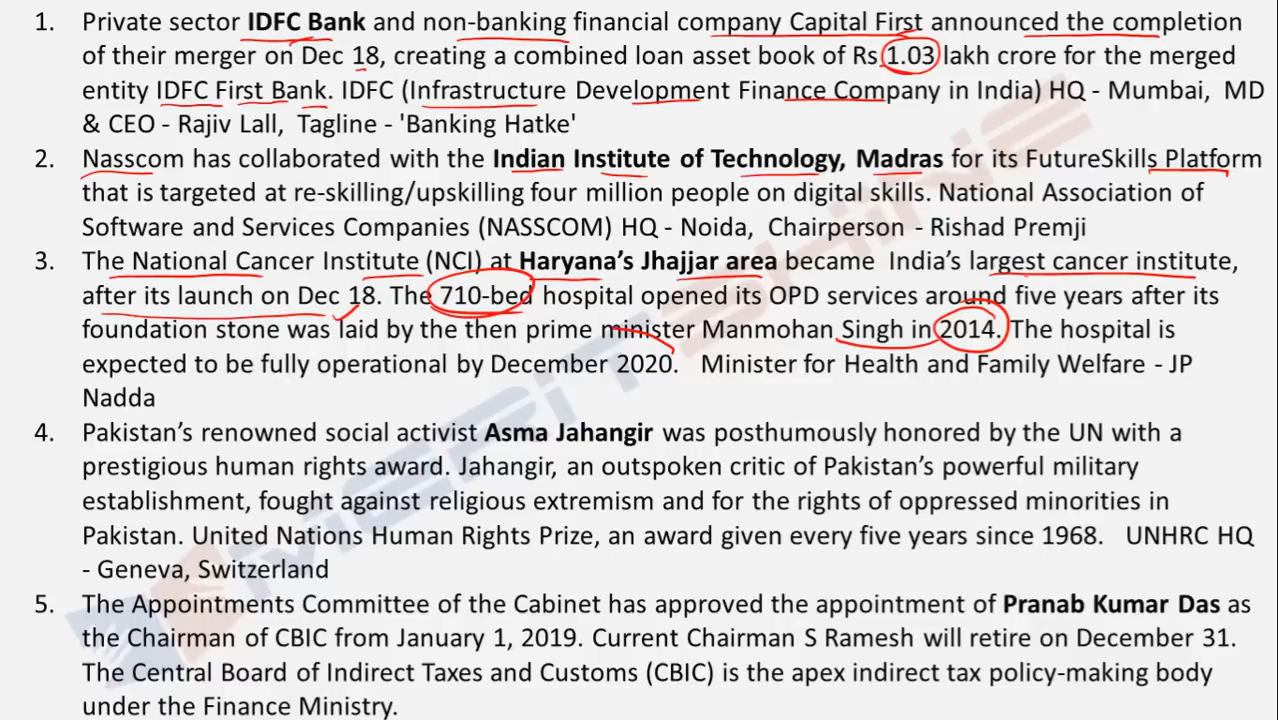 1. Private sector IDFC Bank and non-banking financial company Capital First announced the completion
of their merger on Dec 18, creating a combined loan asset book of Rs 1.03 lakh crore for the merged
entity IDFC First Bank. IDFC (Infrastructure Development Finance Company in India) HQ - Mumbai, MD
& CEO - Rajiv Lall, Tagline - 'Banking Hatke'
2. Nasscom has collaborated with the Indian Institute of Technology, Madras for its FutureSkills Platform
that is targeted at re-skilling/upskilling four million people on digital skills. National Association of
Software and Services Companies (NASSCOM) HQ - Noida, Chairperson - Rishad Premji
3. The National Cancer Institute (NCI) at Haryana's Jhajjar area became India's largest cancer institute,
after its launch on Dec 18. The 710-bed hospital opened its OPD services around five years after its
foundation stone was laid by the then prime minister Manmohan Singh in 2014. The hospital is
expected to be fully operational by December 2020. Minister for Health and Family Welfare - JP
Nadda
4. Pakistan's renowned social activist Asma Jahangir was posthumously honored by the UN with a
prestigious human rights award. Jahangir, an outspoken critic of Pakistan's powerful military
establishment, fought against religious extremism and for the rights of oppressed minorities in
Pakistan. United Nations Human Rights Prize, an award given every five years since 1968. UNHRC HQ
- Geneva, Switzerland
5. The Appointments Committee of the Cabinet has approved the appointment of Pranab Kumar Das as
the Chairman of CBIC from January 1, 2019. Current Chairman S Ramesh will retire on December 31.
The Central Board of Indirect Taxes and Customs (CBIC) is the apex indirect tax policy-making body
under the Finance Ministry.
MERIT SHINE